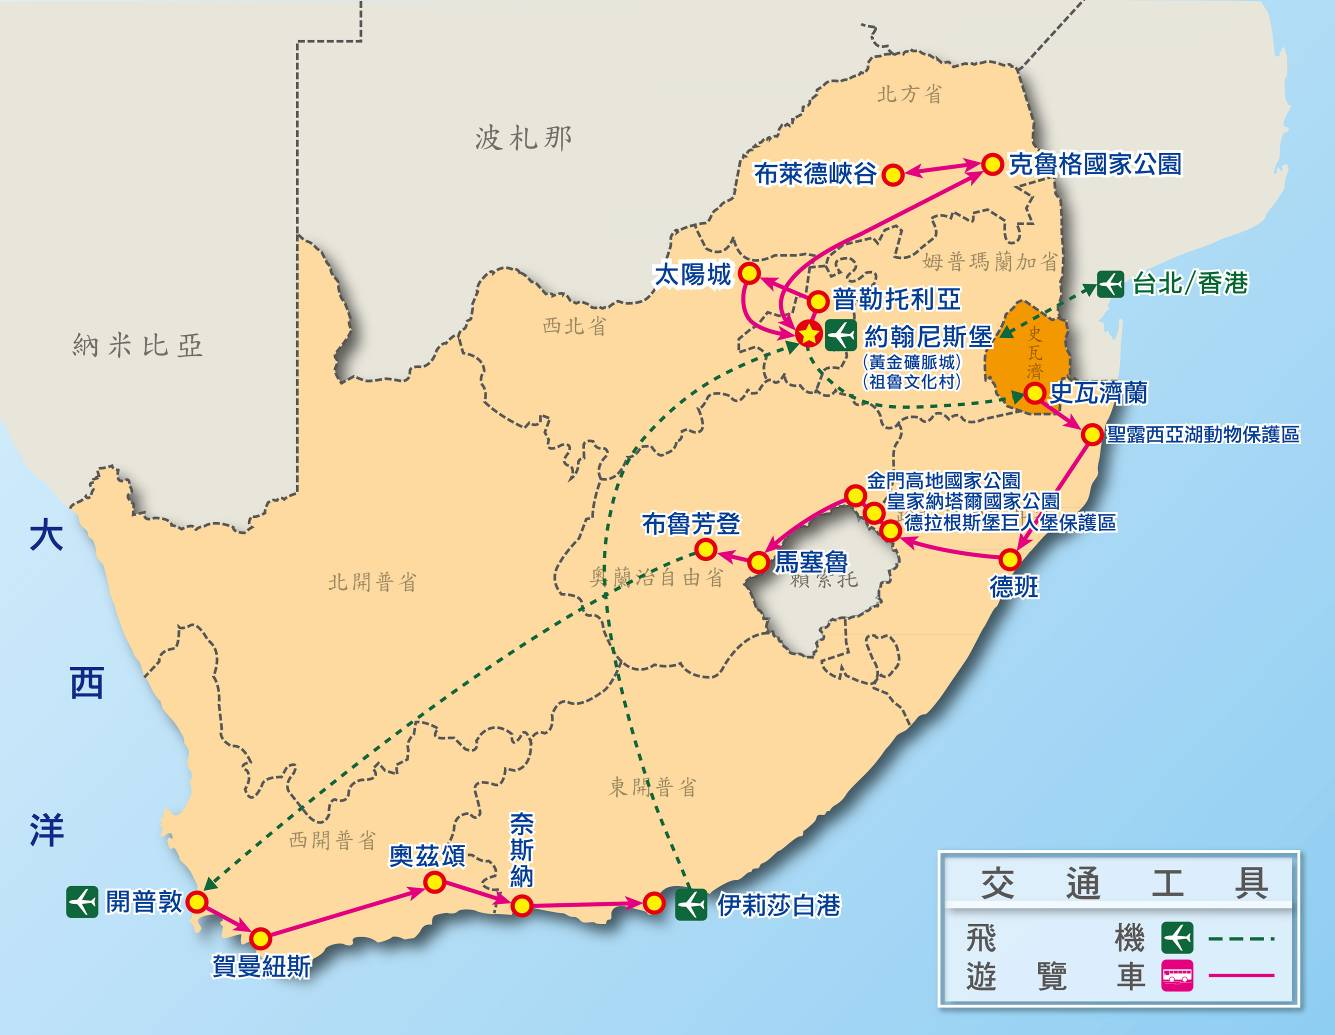 北方省
波札那
布萊德峽谷
克魯格國家公園
姆普瑪蘭加省
太陽城
普勒托利亞
台北/香港
西北省
納米比亞
約翰尼斯堡
(黃金礦脈城)
(祖魯文化村)
史瓦濟
史瓦濟蘭
聖露西亞湖動物保護區
金門高地國家公園
皇家納塔爾國家公園
德拉根斯堡巨人堡保護區
布魯芳登
馬塞魯
奧蘭治自由省
賴索托
德班
北開普省
大西洋
東開普省
西開普省
奧茲頌
奈斯納
開普敦
伊莉莎白港
賀曼紐斯
交通工具
飛機
遊覽車